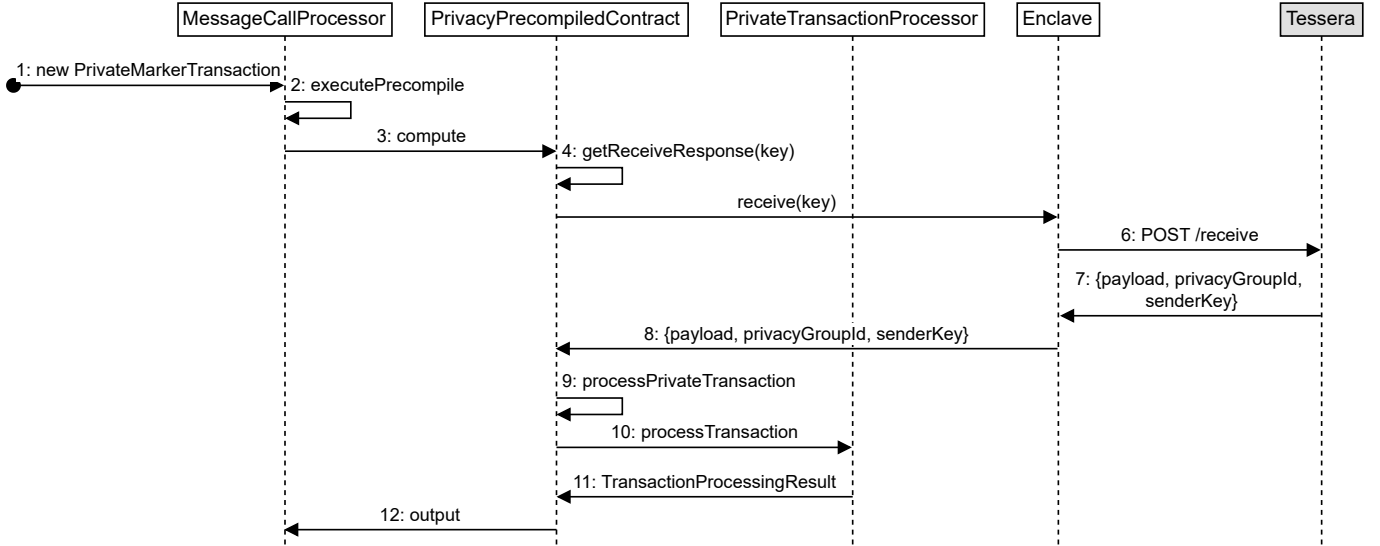 MessageCallProcessor
PrivacyPrecompiledContract
PrivateTransactionProcessor
Enclave
Tessera
1: new PrivateMarkerTransaction
2: executePrecompile
3: compute
4: getReceiveResponse(key)
receive(key)
6: POST /receive
7: {payload, privacyGroupId,
senderKey}
8: {payload, privacyGroupId, senderKey}
9: processPrivateTransaction
10: processTransaction
11: TransactionProcessingResult
12: output